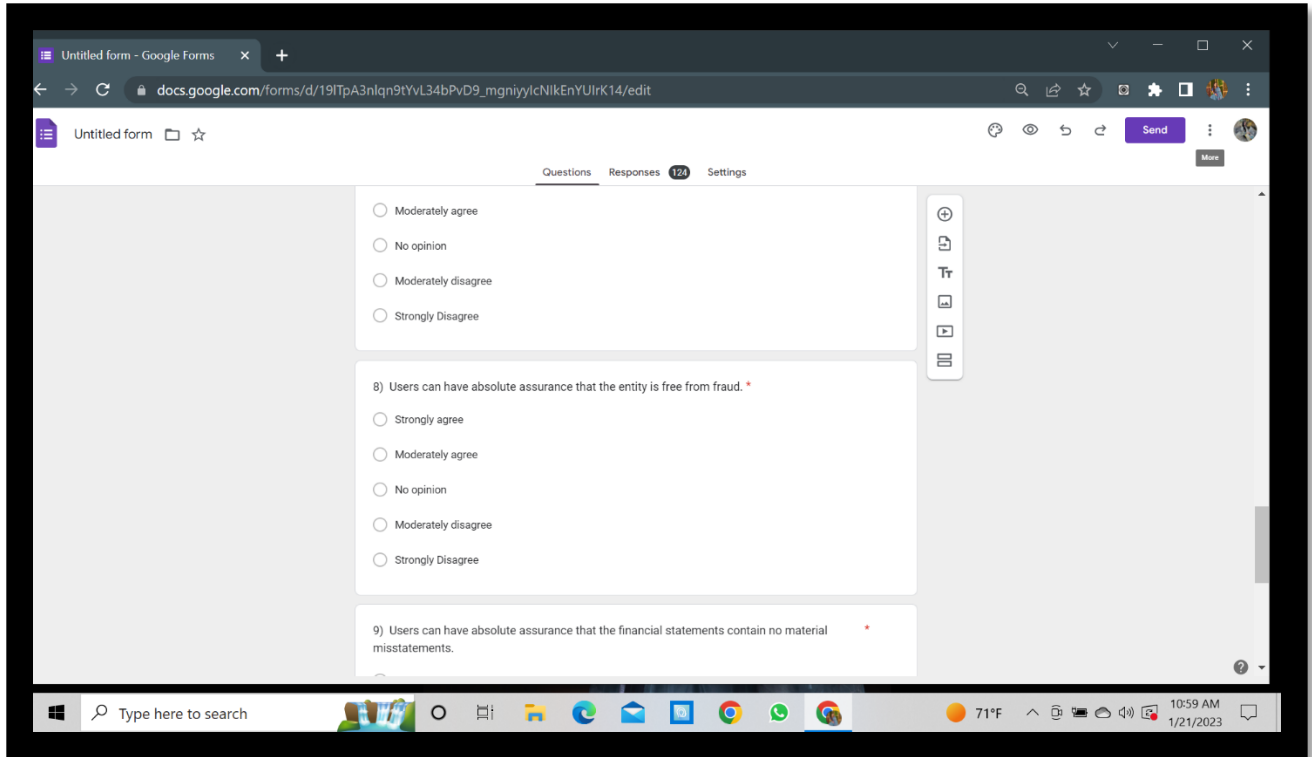 Untitled form - Google Forms
docs.google.com/forms/d/19lTpA3nlqn9tYvL34bPvD9_mgniyylcNlkEnYUIrK14/edit
Untitled form
Send
More
Questions Responses 124 Settings
Moderately agree
No opinion
Moderately disagree
Strongly Disagree
8) Users can have absolute assurance that the entity is free from fraud. *
Strongly agree
Moderately agree
No opinion
Moderately disagree
Strongly Disagree
9) Users can have absolute assurance that the financial statements contain no material *
misstatements.
Type here to search
71°F
10:59 AM
1/21/2023